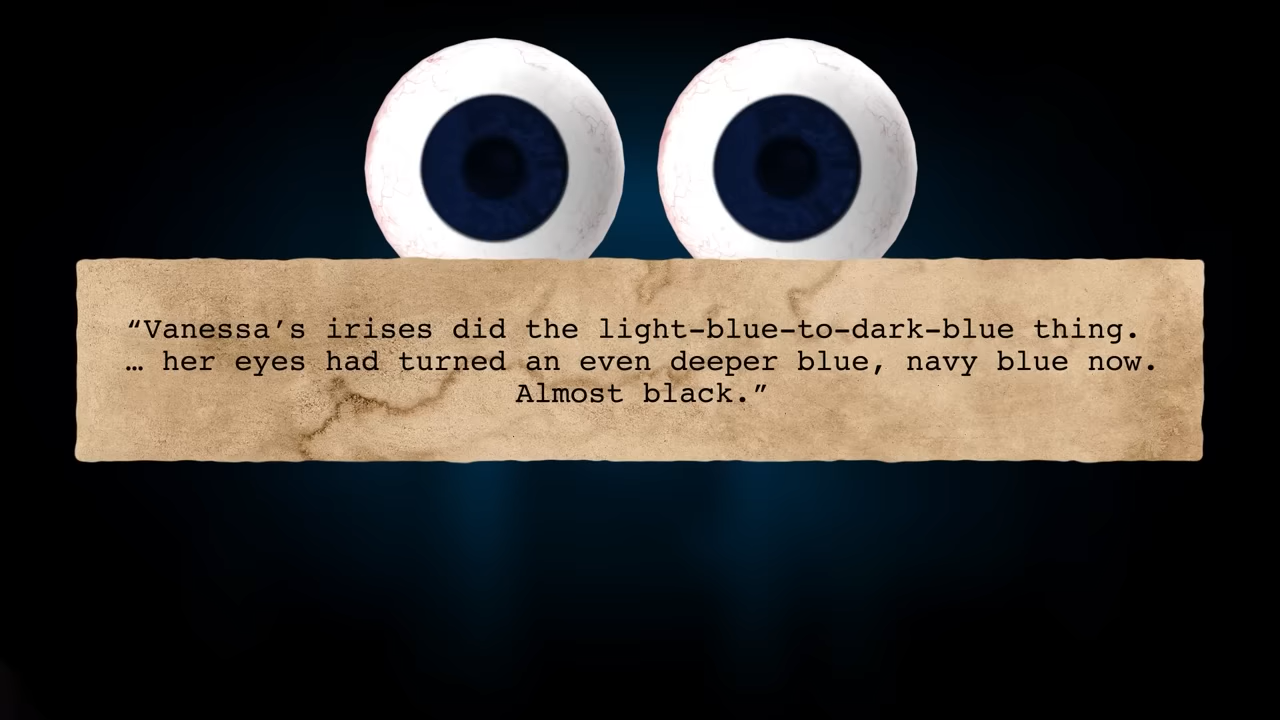 “Vanessa’s irises did the light-blue-to-dark-blue thing.
… her eyes had turned an even deeper blue, navy blue now.
Almost black.”